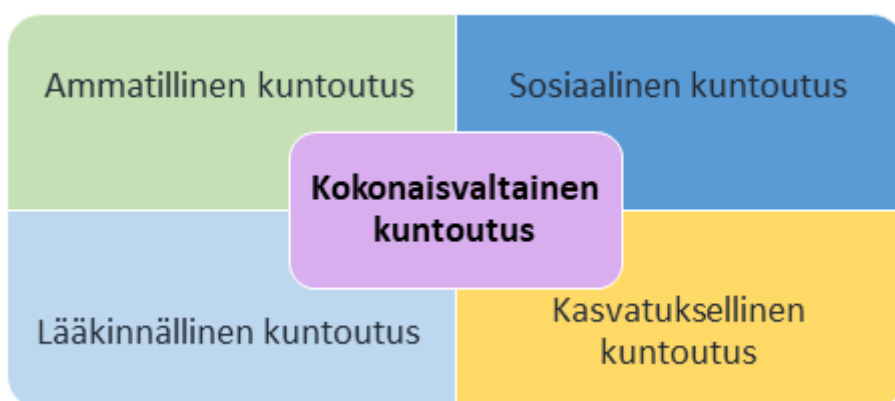 Ammatillinen kuntoutus
Sosiaalinen kuntoutus
Kokonaisvaltainen
kuntoutus
Lääkinnällinen kuntoutus
Kasvatuksellinen
kuntoutus